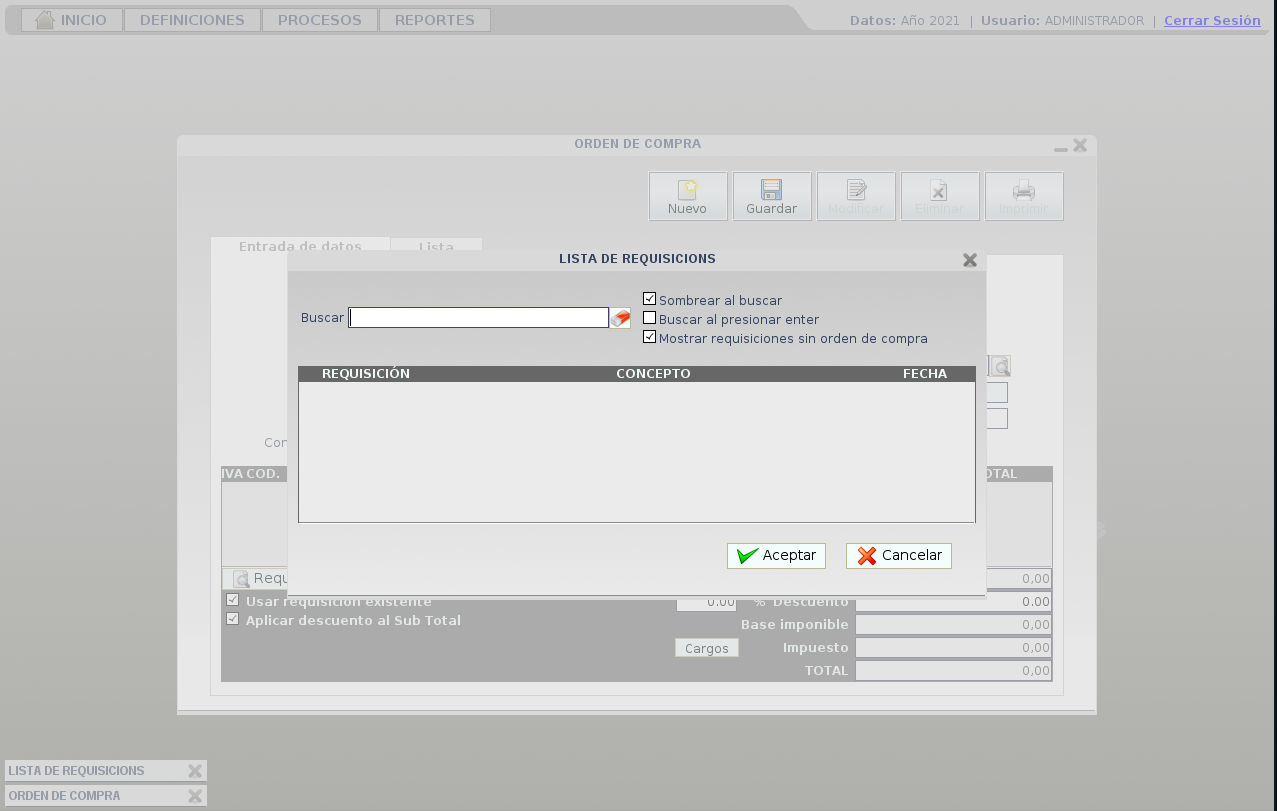 INICIO DEFINICIONES PROCESOS REPORTES Datos: Año 2021 | Usuario: ADMINISTRADOR | Cerrar Sesión
ORDEN DE COMPRA
Nuevo Guardar Modificar Eliminar Imprimir
Entrada de datos Lista
LISTA DE REQUISICIONS
Sombrear al buscar
Buscar
Buscar al presionar enter
Mostrar requisiciones sin orden de compra
REQUISICIÓN CONCEPTO FECHA
Con
IVA COD. OTAL
Aceptar Cancelar
Requ 0,00
Usar requisicion existente 0.00 % Descuento 0.00
Aplicar descuento al Sub Total Base imponible 0,00
Cargos Impuesto 0,00
TOTAL 0,00
LISTA DE REQUISICIONS
ORDEN DE COMPRA